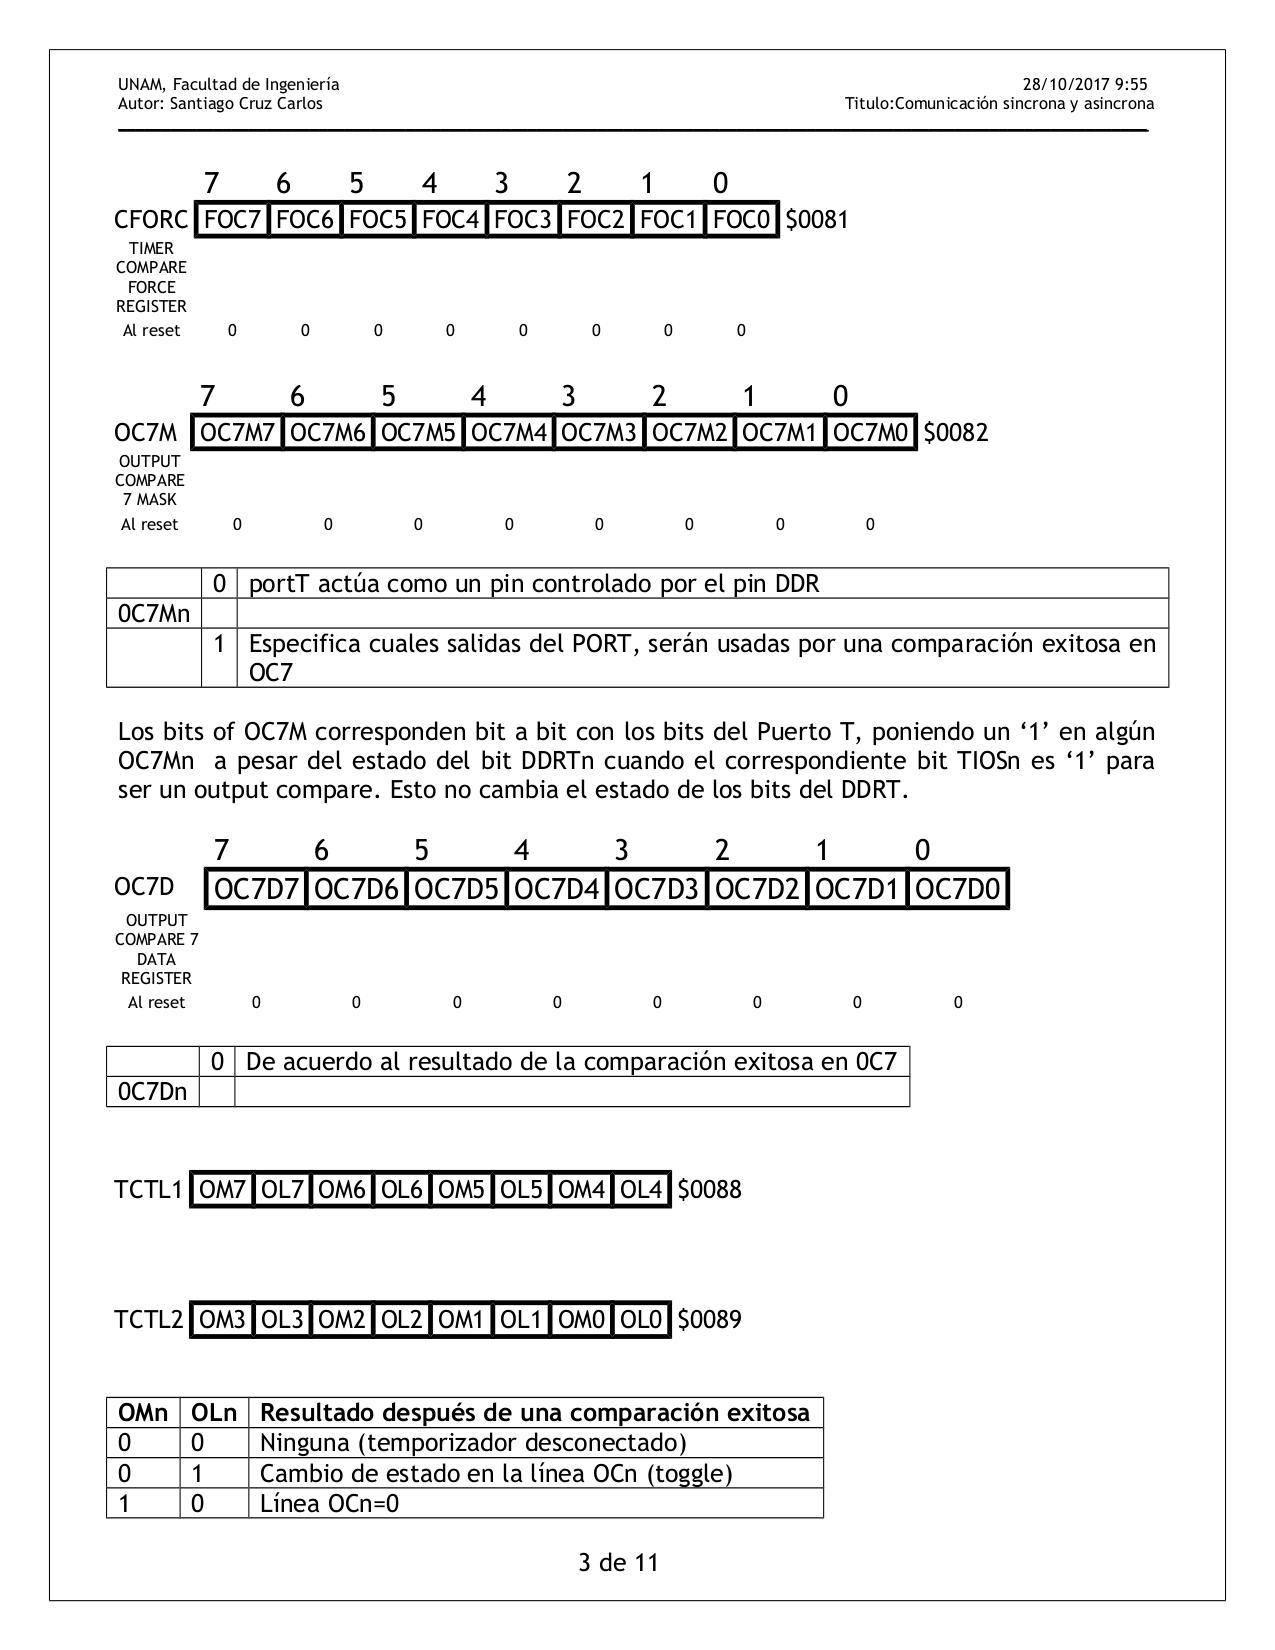 UNAM, Facultad de Ingeniería 28/10/2017 9:55
Autor: Santiago Cruz Carlos Titulo:Comunicación sincrona y asincrona
7 6 5 4 3 2 1 0
CFORC FOC7 FOC6 FOC5 FOC4 FOC3 FOC2 FOC1 FOC0 $0081
TIMER
COMPARE
FORCE
REGISTER
Al reset 0 0 0 0 0 0 0 0
7 6 5 4 3 2 1 0
OC7M OC7M7 OC7M6 OC7M5 OC7M4 OC7M3 OC7M2 OC7M1 OC7M0 $0082
OUTPUT
COMPARE
7 MASK
Al reset 0 0 0 0 0 0 0 0
0 portT actúa como un pin controlado por el pin DDR
0C7Mn
1 Especifica cuales salidas del PORT, serán usadas por una comparación exitosa en
OC7
Los bits of OC7M corresponden bit a bit con los bits del Puerto T, poniendo un ‘1’ en algún
OC7Mn a pesar del estado del bit DDRTn cuando el correspondiente bit TIOSn es ‘1’ para
ser un output compare. Esto no cambia el estado de los bits del DDRT.
7 6 5 4 3 2 1 0
OC7D OC7D7 OC7D6 OC7D5 OC7D4 OC7D3 OC7D2 OC7D1 OC7D0
OUTPUT
COMPARE 7
DATA
REGISTER
Al reset 0 0 0 0 0 0 0 0
0 De acuerdo al resultado de la comparación exitosa en 0C7
0C7Dn
TCTL1 OM7 OL7 OM6 OL6 OM5 OL5 OM4 OL4 $0088
TCTL2 OM3 OL3 OM2 OL2 OM1 OL1 OM0 OL0 $0089
OMn OLn Resultado después de una comparación exitosa
0 0 Ninguna (temporizador desconectado)
0 1 Cambio de estado en la línea OCn (toggle)
1 0 Línea OCn=0
3 de 11